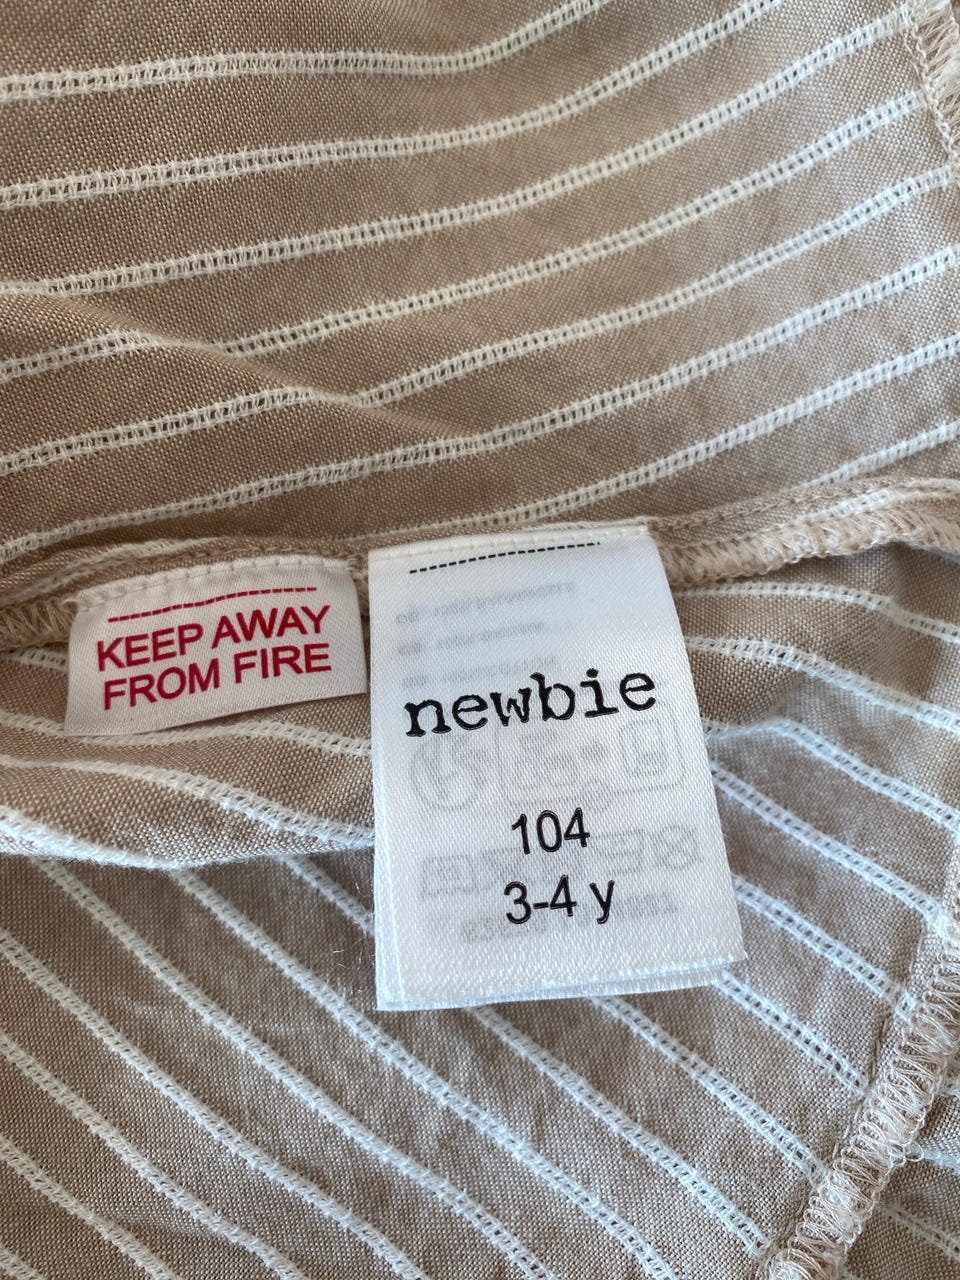 KEEP AWAY
FROM FIRE
newbie
104
3-4 y